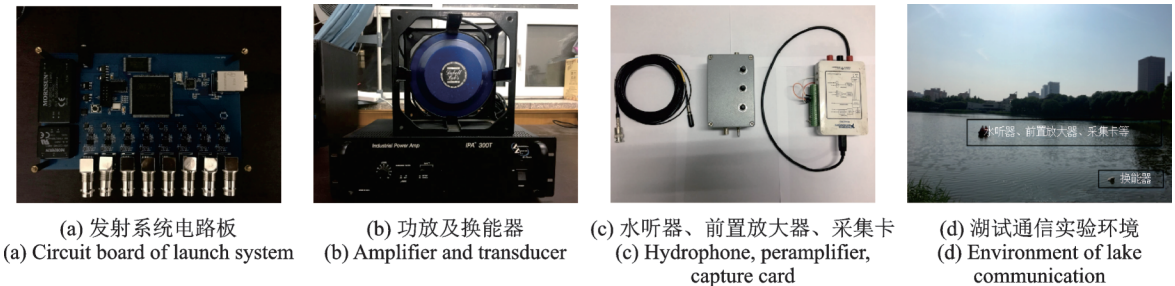 MORNSUN
Industrial Power Amp
IPA 300T
水听器、前置放大器、采集卡等
换能器
(a) 发射系统电路板
(a) Circuit board of launch system
(b) 功放及换能器
(b) Amplifier and transducer
(c) 水听器、前置放大器、采集卡
(c) Hydrophone, peramplifier,
capture card
(d) 湖试通信实验环境
(d) Environment of lake
communication